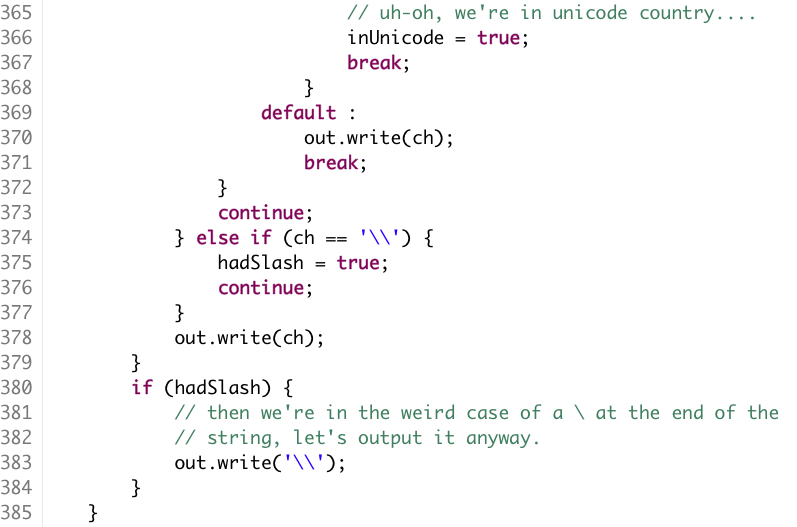 365                             // uh-oh, we're in unicode country....
366                             inUnicode = true;
367                             break;
368                         }
369                     default :
370                         out.write(ch);
371                         break;
372                 }
373                 continue;
374             } else if (ch == '\\') {
375                 hadSlash = true;
376                 continue;
377             }
378             out.write(ch);
379         }
380         if (hadSlash) {
381             // then we're in the weird case of a \ at the end of the
382             // string, let's output it anyway.
383             out.write('\\');
384         }
385     }